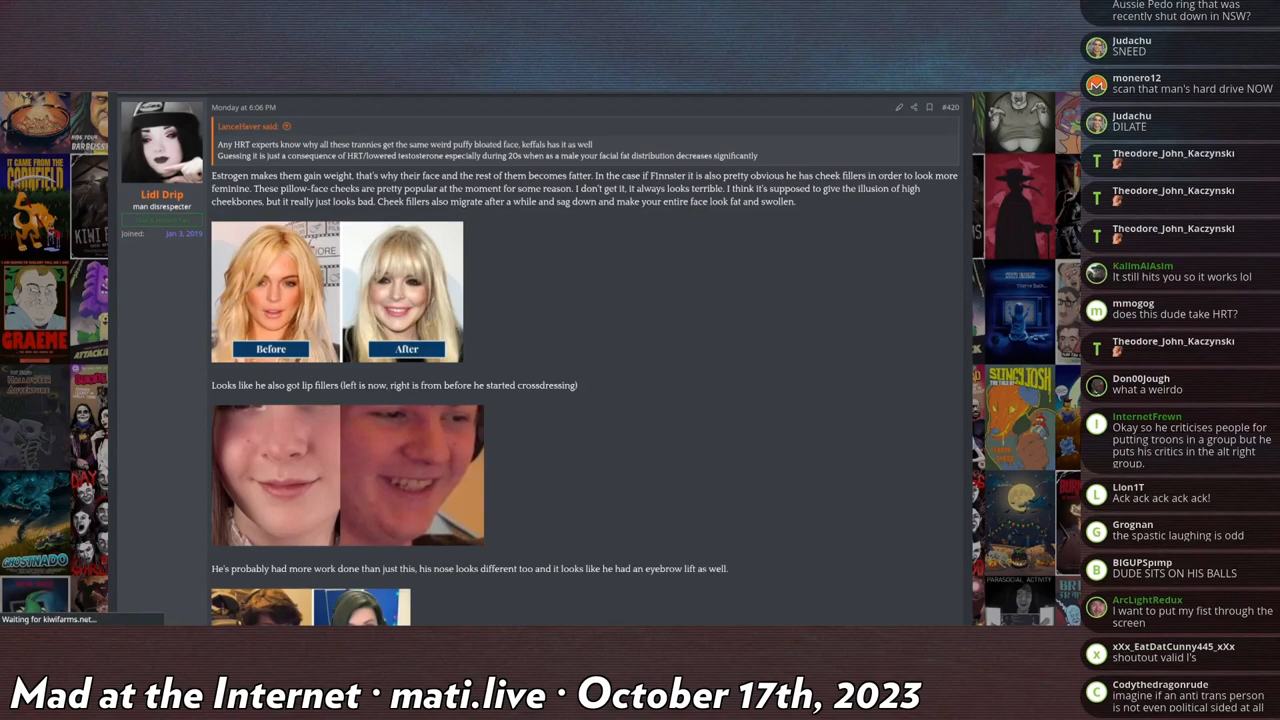 Monday at 6:06 PM
#420
LanceHaver said:
Any HRT experts know why all these trannies get the same weird puffy bloated face, keffals has it as well
Guessing it is just a consequence of HRT/lowered testosterone especially during 20s when as a male your facial fat distribution decreases significantly
Estrogen makes them gain weight, that's why their face and the rest of them becomes fatter. In the case if F1nnster it is also pretty obvious he has cheek fillers in order to look more
feminine. These pillow-face cheeks are pretty popular at the moment for some reason. I don't get it, it always looks terrible. I think it's supposed to give the illusion of high
cheekbones, but it really just looks bad. Cheek fillers also migrate after a while and sag down and make your entire face look fat and swollen.
Lidl Drip
man disrespecter
Joined:
Jan 3, 2019
Before
After
Looks like he also got lip fillers (left is now, right is from before he started crossdressing)
He's probably had more work done than just this, his nose looks different too and it looks like he had an eyebrow lift as well.
IT CAME FROM THE
CORNFIELD
GRAEME
HALLOWEEN
ADVENTURE
GHOSTNADO
STINGY JOSH
PARASOCIAL ACTIVITY
Waiting for kiwifarms.net...
Aussie Pedo ring that was
recently shut down in NSW?
Judachu
SNEED
monero12
scan that man's hard drive NOW
Judachu
DILATE
Theodore_John_Kaczynski
Theodore_John_Kaczynski
Theodore_John_Kaczynski
KalimAlAsim
It still hits you so it works lol
mmogog
does this dude take HRT?
Theodore_John_Kaczynski
Don00Jough
what a weirdo
InternetFrewn
Okay so he criticises people for
putting troons in a group but he
puts his critics in the alt right
group.
Lion1T
Ack ack ack ack ack!
Grognan
the spastic laughing is odd
BIGUPSpimp
DUDE SITS ON HIS BALLS
ArcLightRedux
I want to put my fist through the
screen
xXx_EatDatCunny445_xXx
shoutout valid I's
Codythedragonrude
imagine if an anti trans person
is not even political sided at all
Mad at the Internet · mati.live · October 17th, 2023